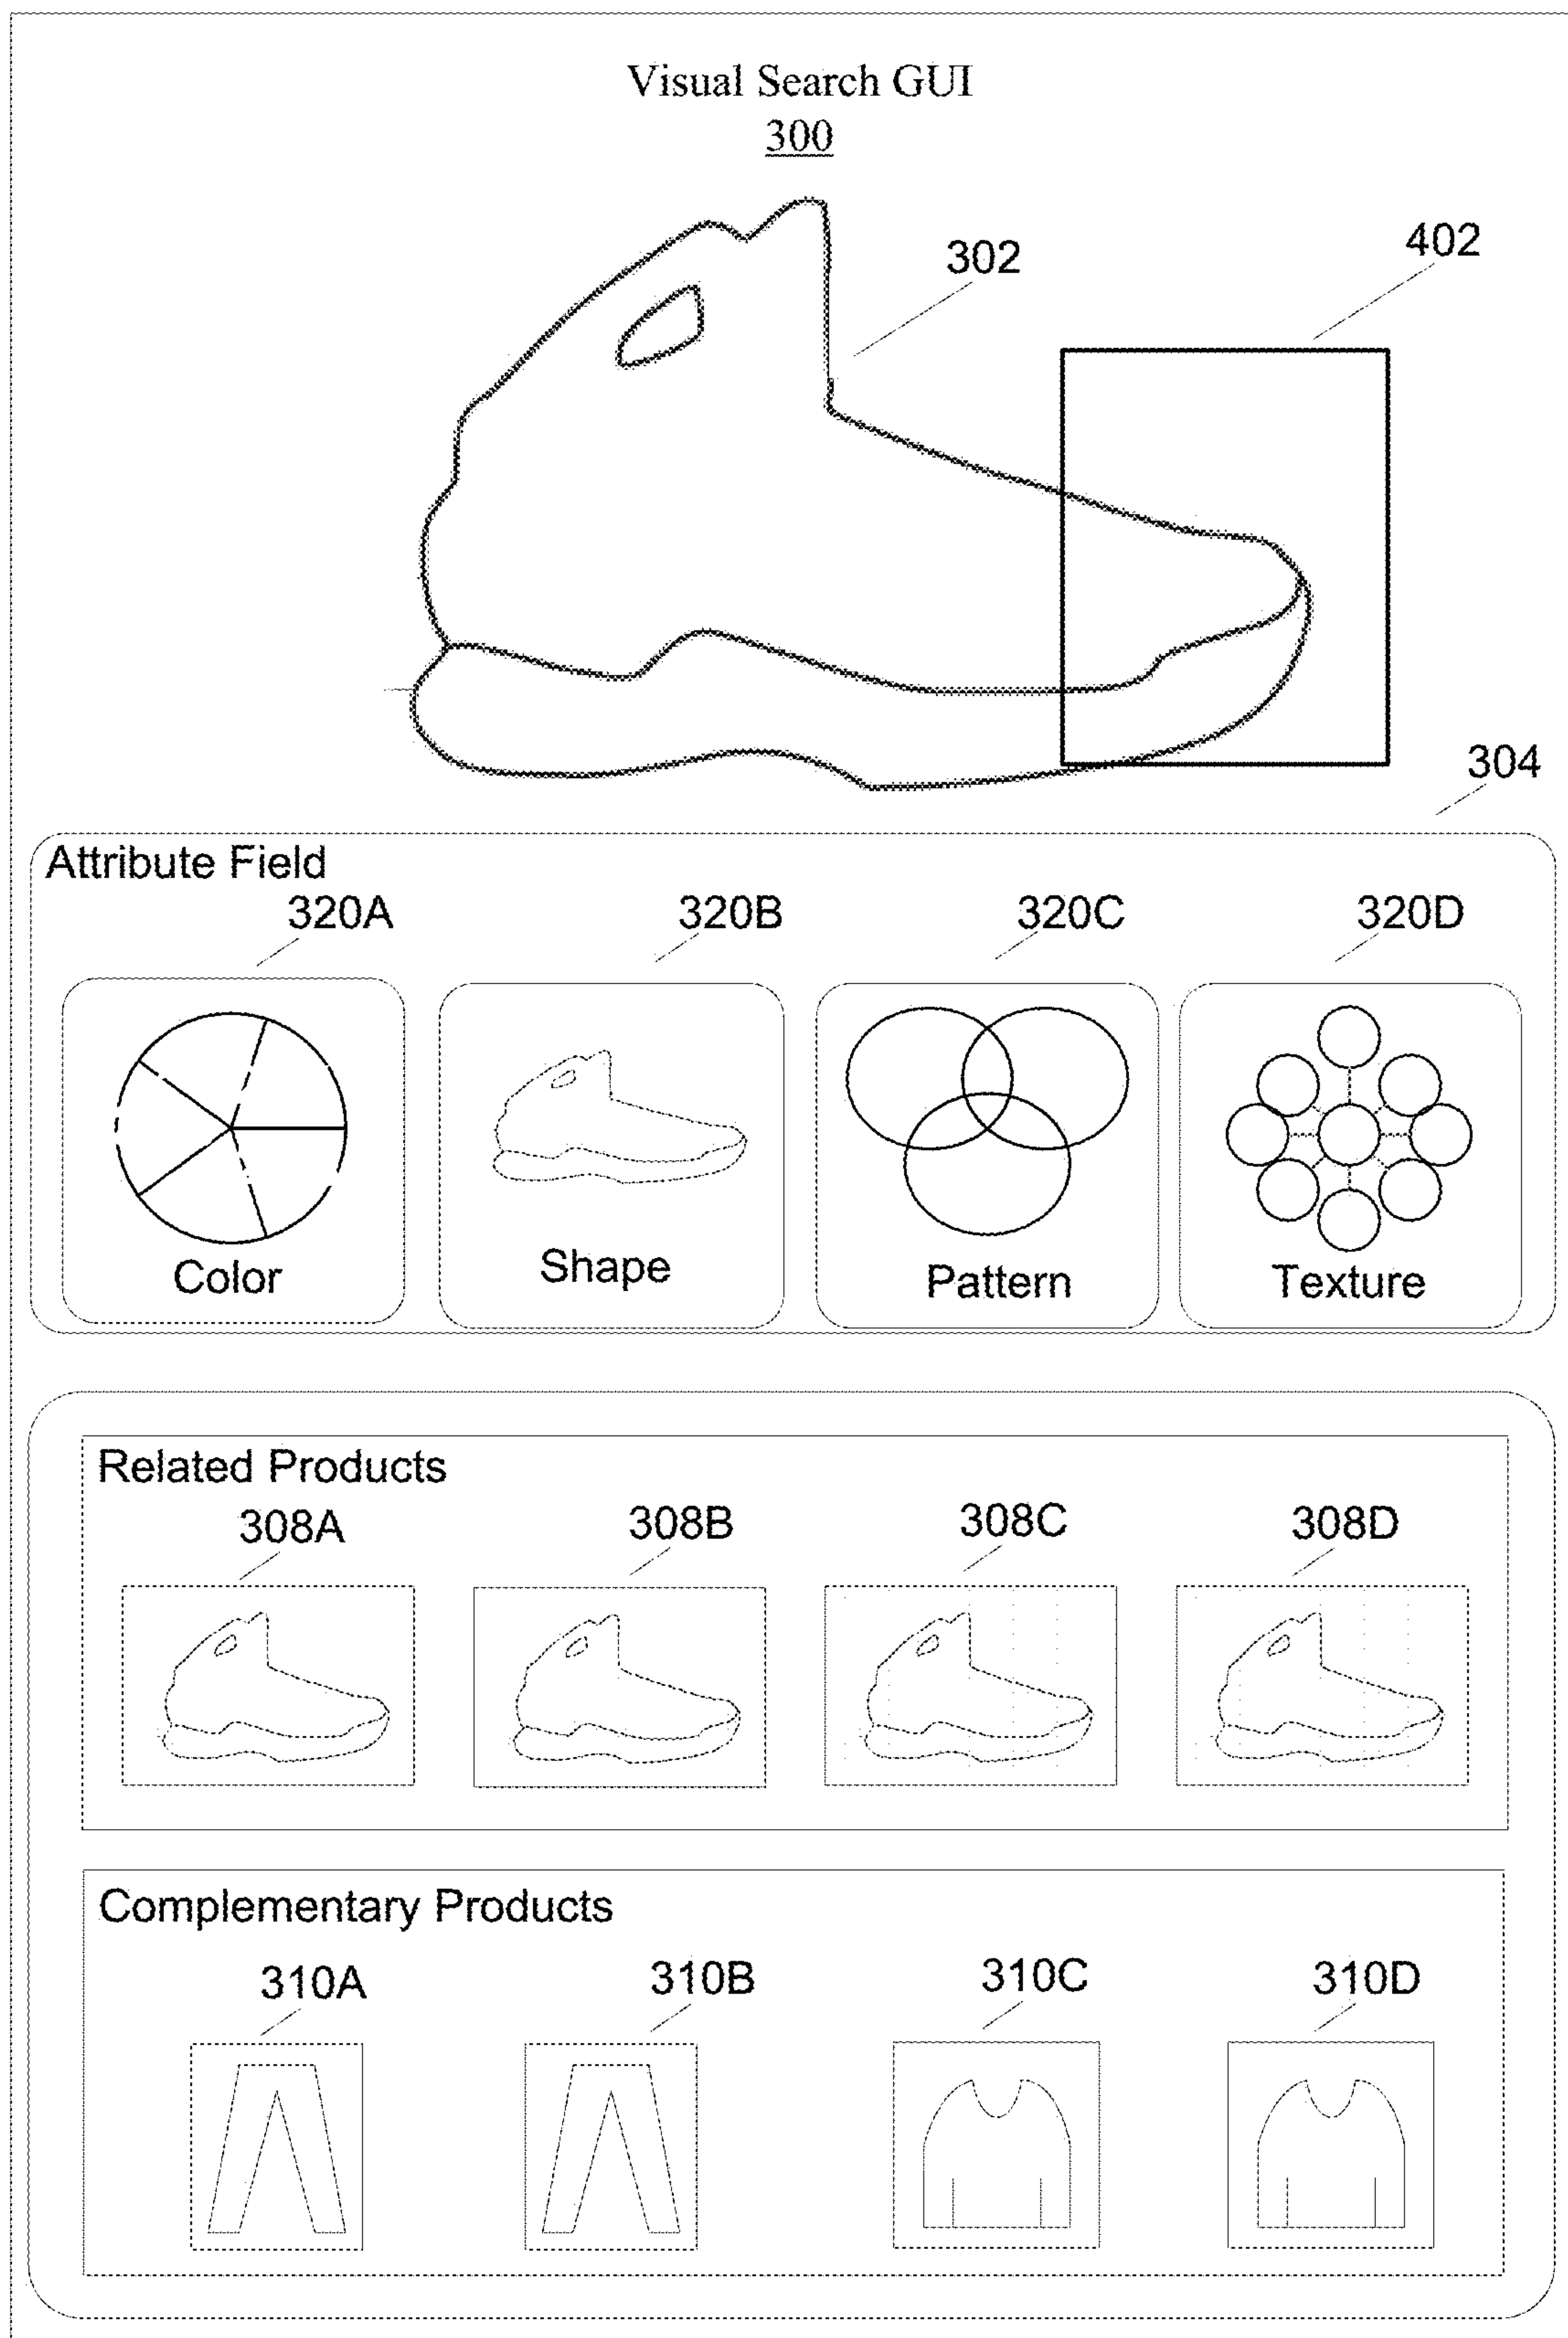 Visual Search GUI
300
302
402
304
Attribute Field
320A 320B 320C 320D
Color Shape Pattern Texture
Related Products
308A 308B 308C 308D
Complementary Products
310A 310B 310C 310D